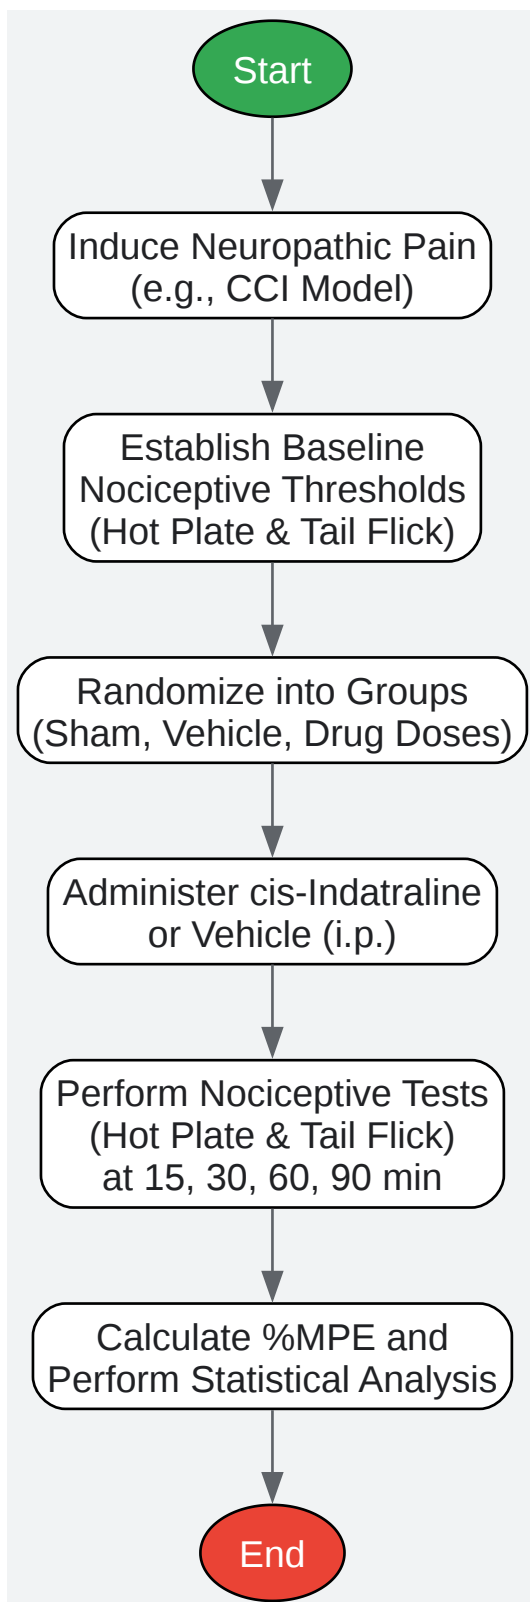 Start
Induce Neuropathic Pain
(e.g., CCI Model)
Establish Baseline
Nociceptive Thresholds
(Hot Plate & Tail Flick)
Randomize into Groups
(Sham, Vehicle, Drug Doses)
Administer cis-Indatraline
or Vehicle (i.p.)
Perform Nociceptive Tests
(Hot Plate & Tail Flick)
at 15, 30, 60, 90 min
Calculate %MPE and
Perform Statistical Analysis
End